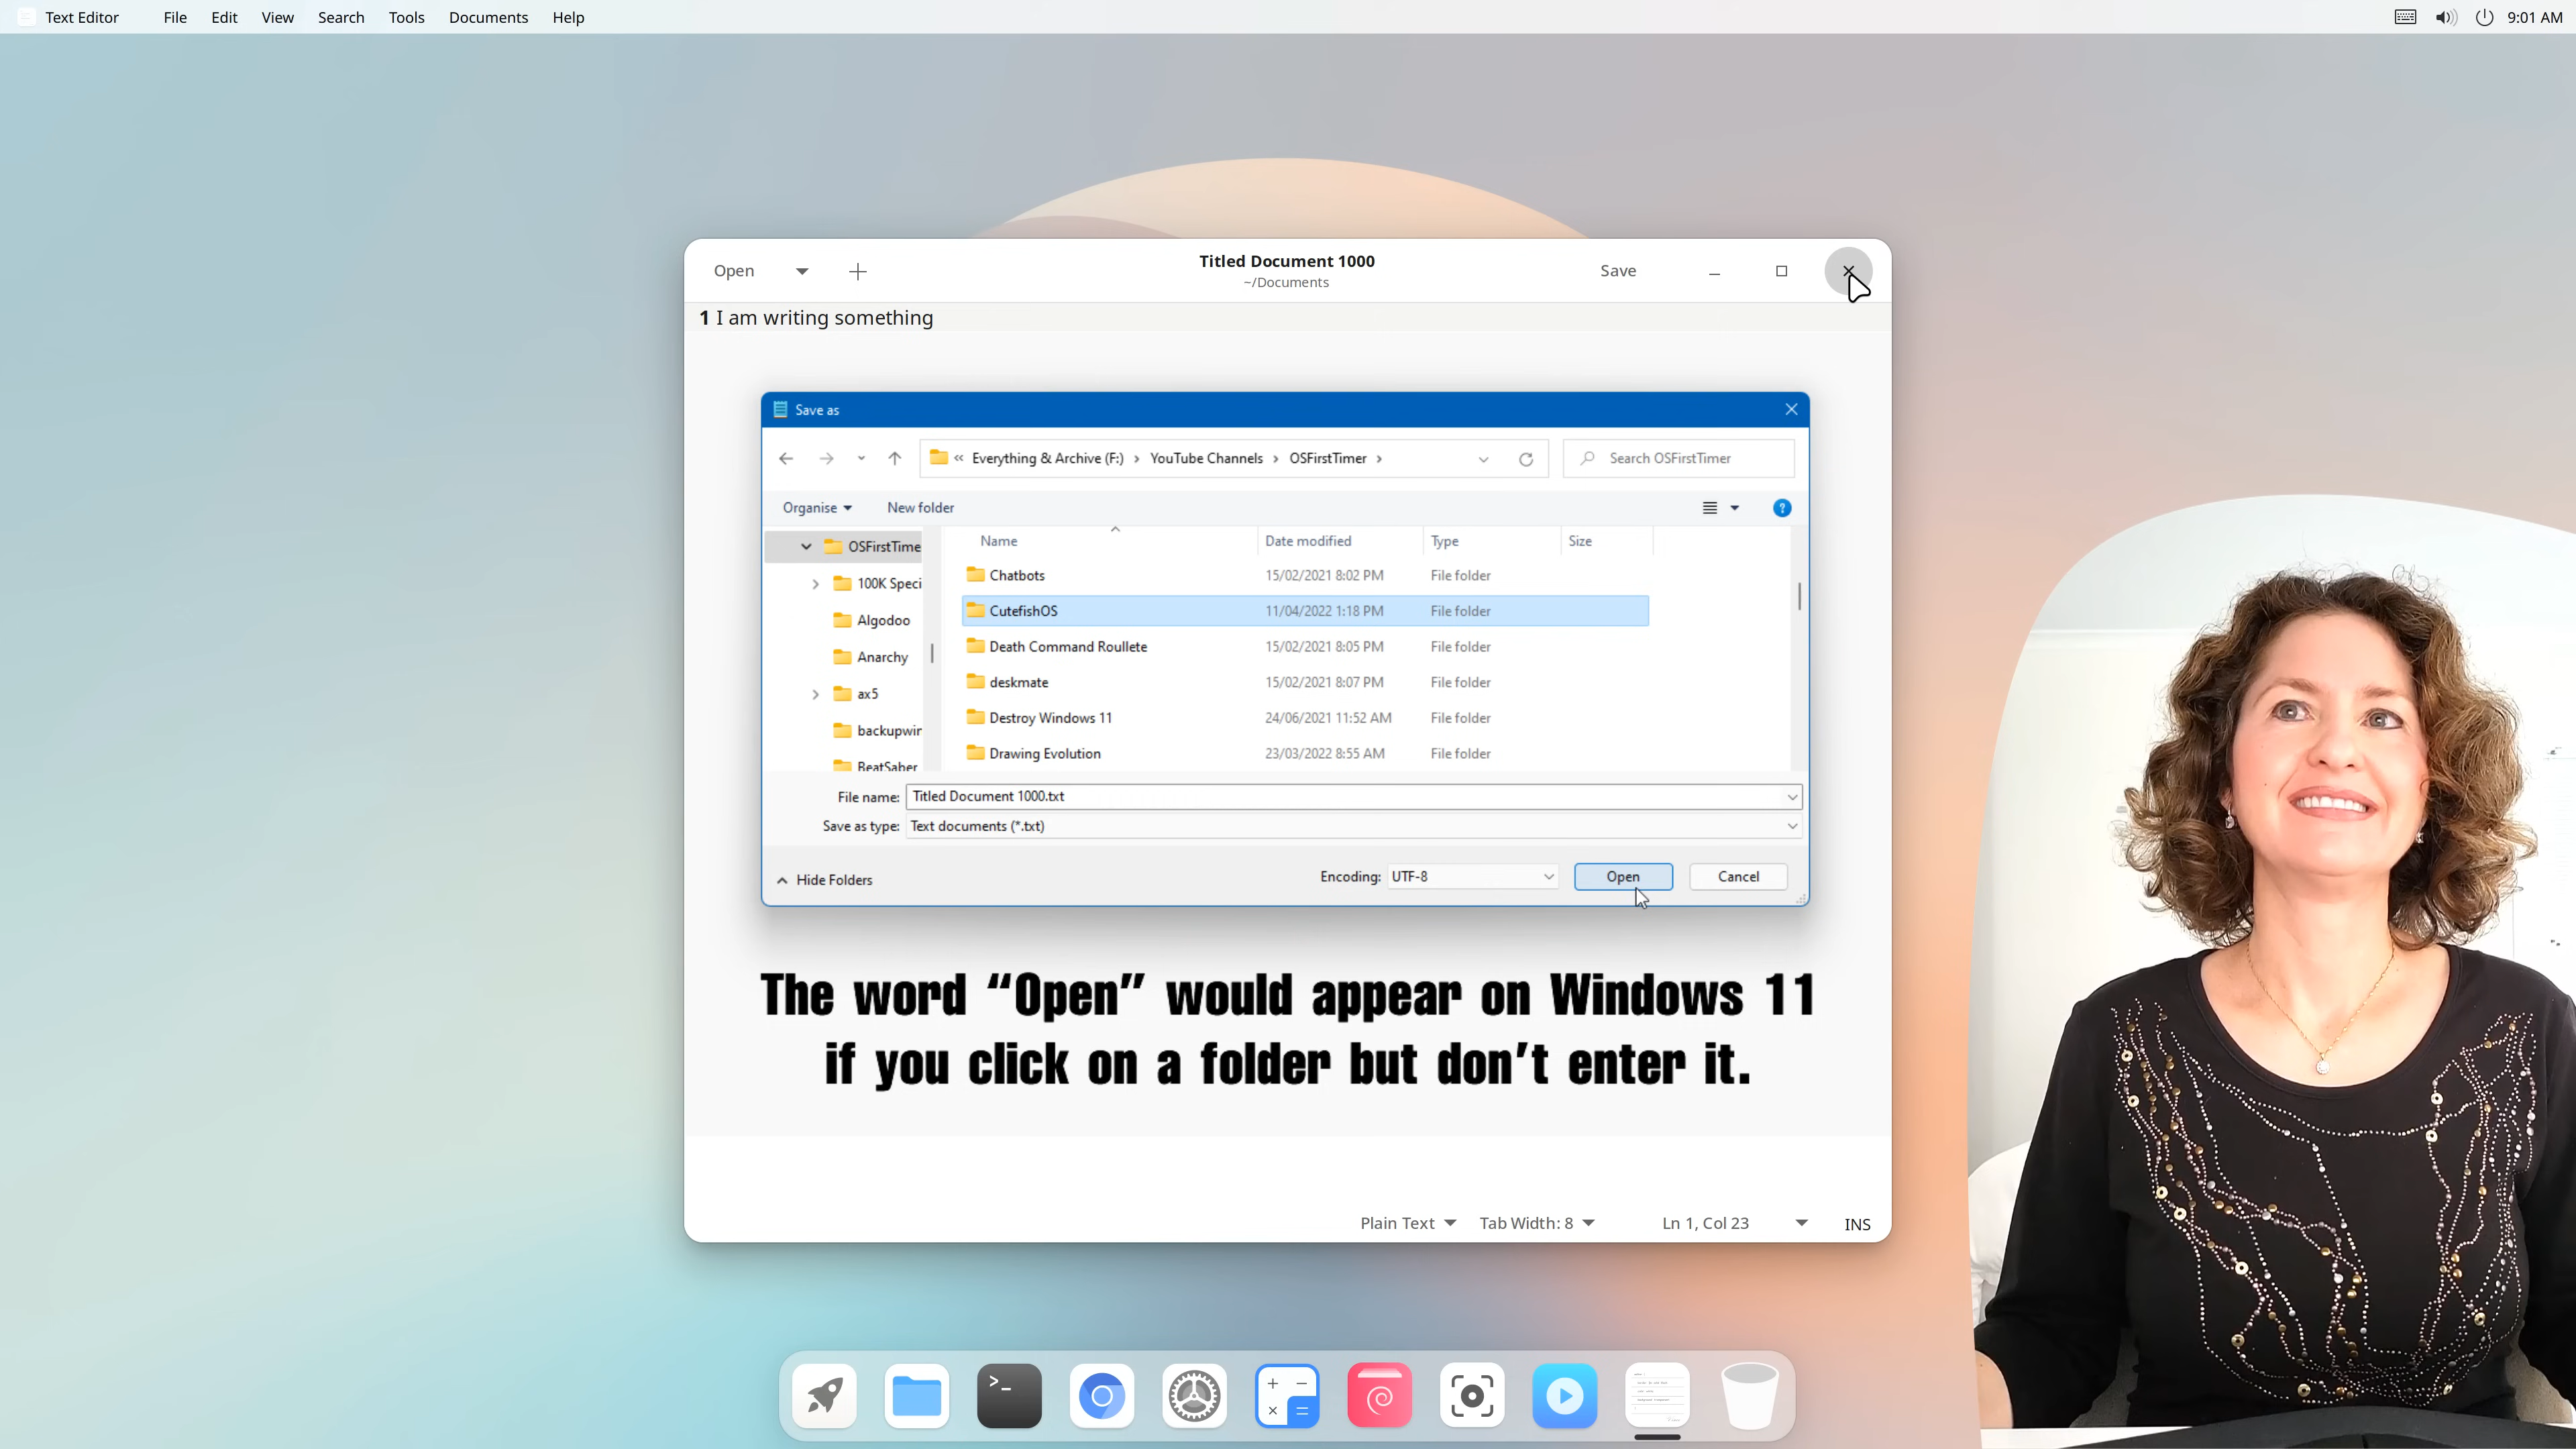 Text Editor File Edit View Search Tools Documents Help 9:01 AM
Open Titled Document 1000 Save
~/Documents
1 I am writing something
Save as
Everything & Archive (F:) › YouTube Channels › OSFirstTimer › Search OSFirstTimer
Organise New folder
Name Date modified Type Size
OSFirstTime
100K Speci
Algodoo
Anarchy
ax5
backupwin
BeatSaber
Chatbots 15/02/2021 8:02 PM File folder
CutefishOS 11/04/2022 1:18 PM File folder
Death Command Roullete 15/02/2021 8:05 PM File folder
deskmate 15/02/2021 8:07 PM File folder
Destroy Windows 11 24/06/2021 11:52 AM File folder
Drawing Evolution 23/03/2022 8:55 AM File folder
File name: Titled Document 1000.txt
Save as type: Text documents (*.txt)
Hide Folders Encoding: UTF-8 Open Cancel
The word “Open” would appear on Windows 11
if you click on a folder but don’t enter it.
Plain Text Tab Width: 8 Ln 1, Col 23 INS